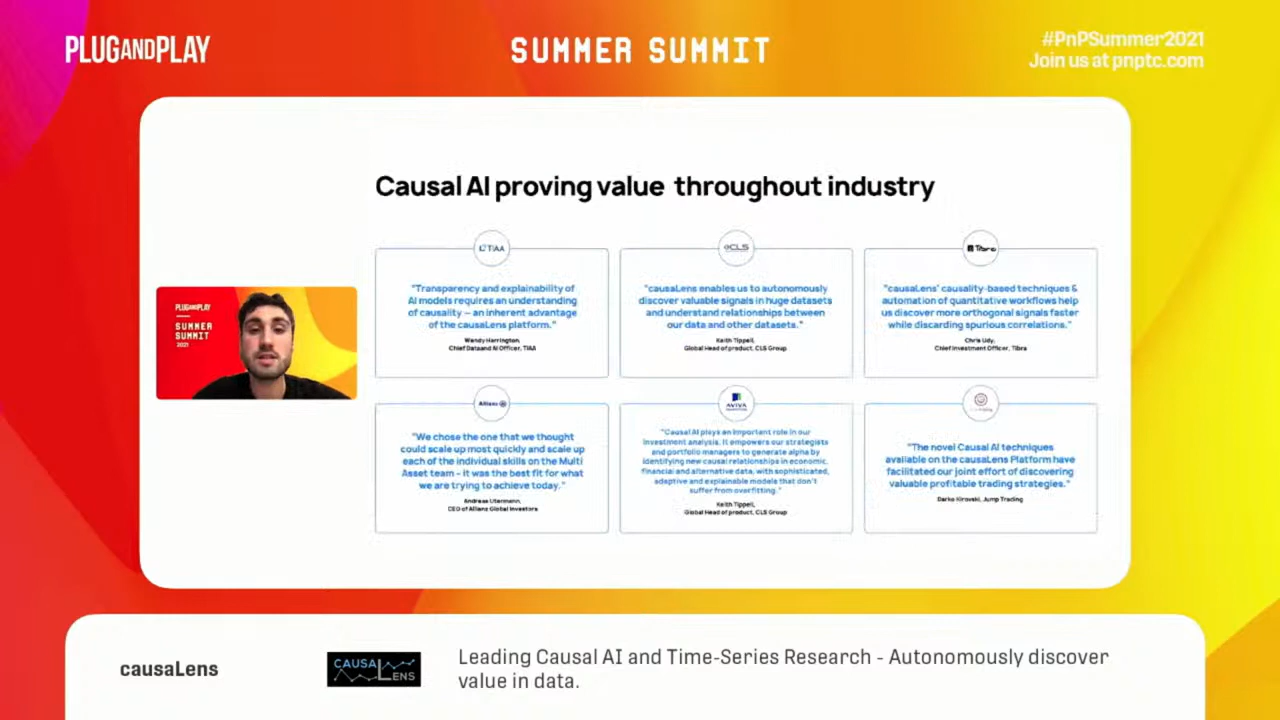 PLUGANDPLAY
SUMMER SUMMIT
#PnPSummer2021
Join us at pnptc.com
Causal AI proving value throughout industry
TIAA
"Transparency and explainability of
AI models requires an understanding
of causality – an inherent advantage
of the causaLens platform."
Wendy Harrington,
Chief Data and AI Officer, TIAA
CLS
"causaLens enables us to autonomously
discover valuable signals in huge datasets
and understand relationships between
our data and other datasets."
Keith Tippell,
Global Head of product, CLS Group
Tibra
"causaLens' causality-based techniques &
automation of quantitative workflows help
us discover more orthogonal signals faster
while discarding spurious correlations."
Chris Udy,
Chief Investment Officer, Tibra
PLUGANDPLAY
SUMMER
SUMMIT
2021
Allianz
"We chose the one that we thought
could scale up most quickly and scale up
each of the individual skills on the Multi
Asset team – it was the best fit for what
we are trying to achieve today."
Andreas Utermann,
CEO of Allianz Global Investors
AVIVA
"Causal AI plays an important role in our
investment analysis. It empowers our strategists
and portfolio managers to generate alpha by
identifying new causal relationships in economic,
financial and alternative data, with sophisticated,
adaptive and explainable models that don't
suffer from overfitting."
Keith Tippell,
Global Head of product, CLS Group
"The novel Causal AI techniques
available on the causaLens Platform have
facilitated our joint effort of discovering
valuable profitable trading strategies."
Darko Kirovski, Jump Trading
causaLens
CAUSALENS
Leading Causal AI and Time-Series Research - Autonomously discover
value in data.